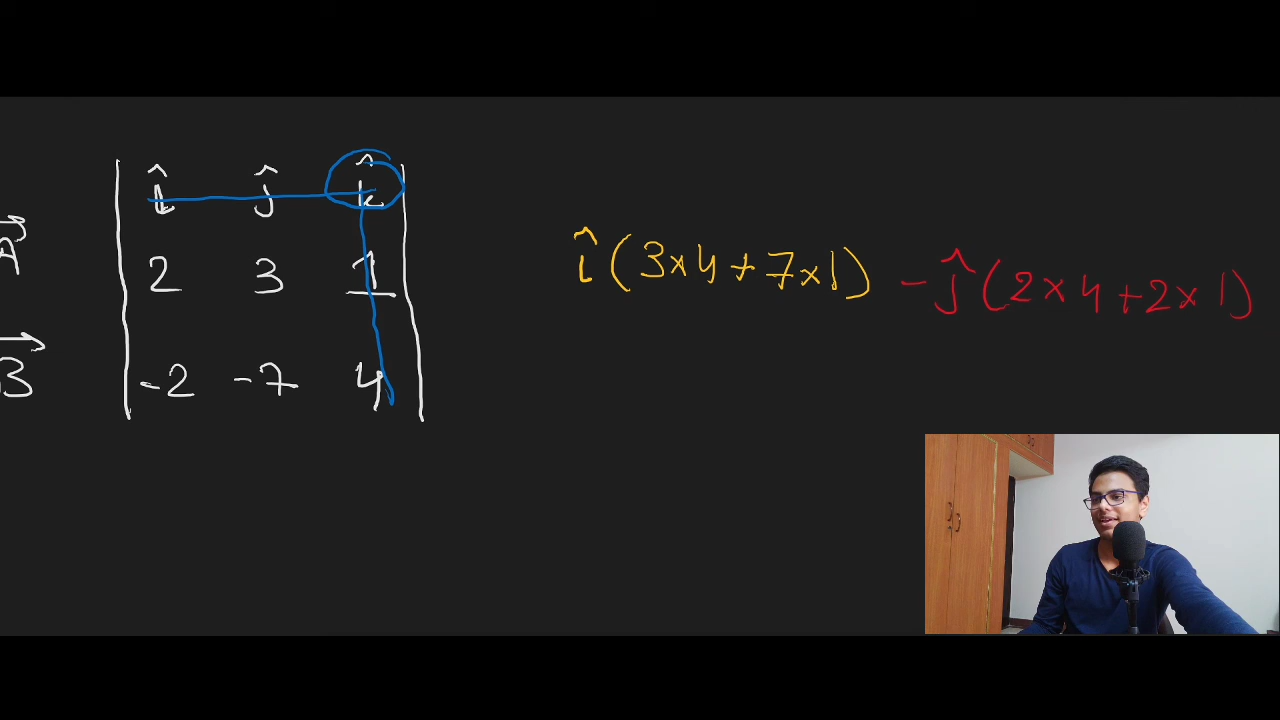 î ĵ k̂
A⃗ 2 3 1
B⃗ -2 -7 4
î (3×4+7×1) -ĵ (2×4+2×1)